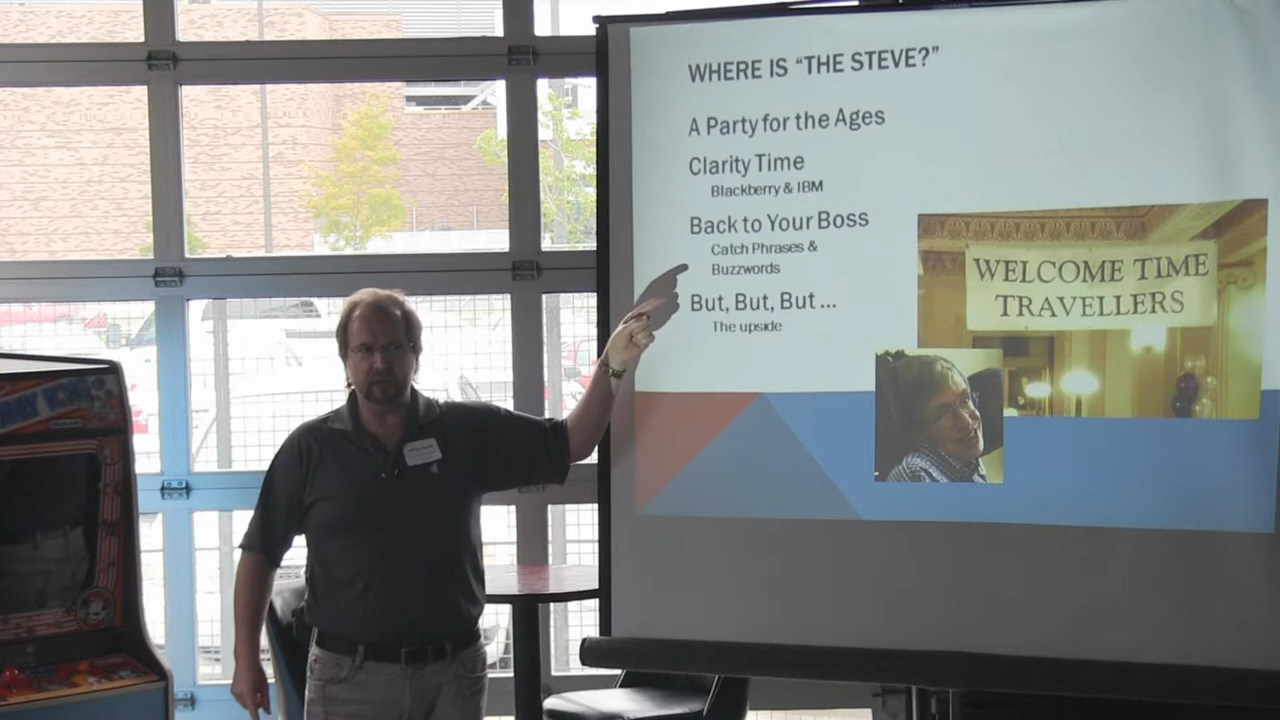 WHERE IS “THE STEVE?”
A Party for the Ages
Clarity Time
Blackberry & IBM
Back to Your Boss
Catch Phrases &
Buzzwords
But, But, But ...
The upside
WELCOME TIME
TRAVELLERS